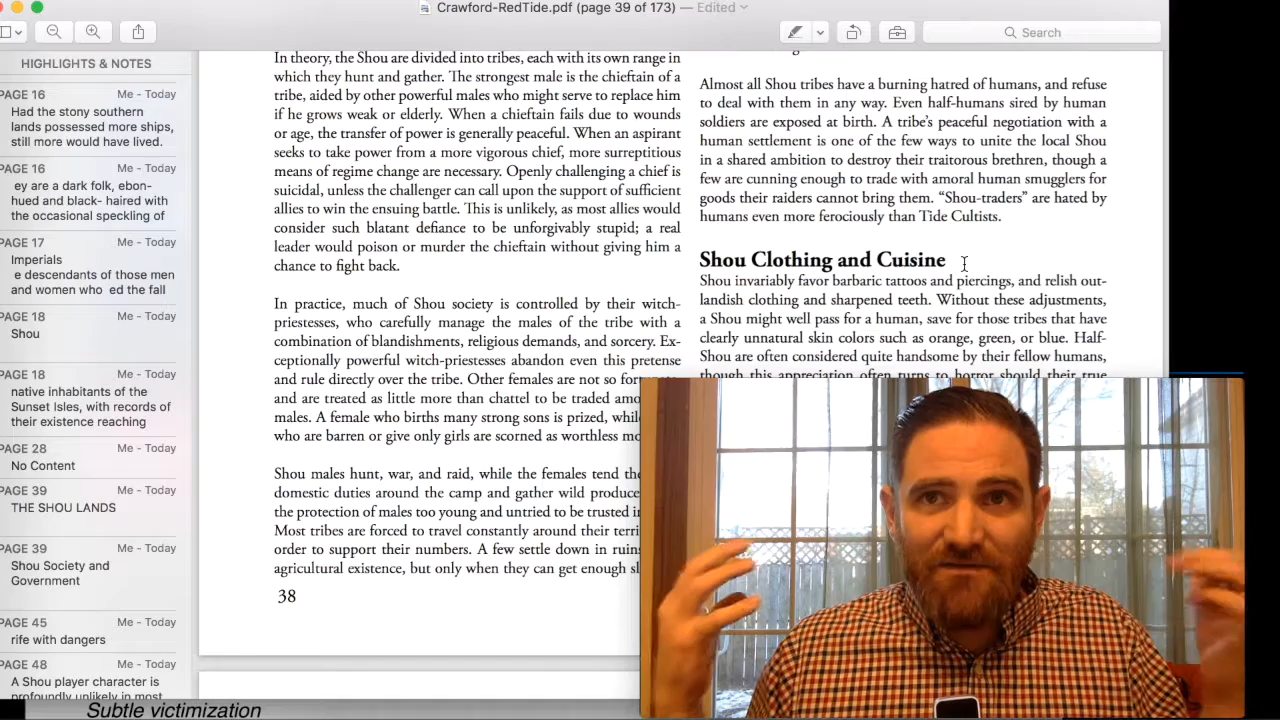 Crawford-RedTide.pdf (page 39 of 173) — Edited
Search
HIGHLIGHTS & NOTES
PAGE 16
Me - Today
Had the stony southern
lands possessed more ships,
still more would have lived.
PAGE 16
Me - Today
ey are a dark folk, ebon-
hued and black- haired with
the occasional speckling of
PAGE 17
Me - Today
Imperials
e descendants of those men
and women who ed the fall
PAGE 18
Me - Today
Shou
PAGE 18
Me - Today
native inhabitants of the
Sunset Isles, with records of
their existence reaching
PAGE 28
Me - Today
No Content
PAGE 39
Me - Today
THE SHOU LANDS
PAGE 39
Me - Today
Shou Society and
Government
PAGE 45
Me - Today
rife with dangers
PAGE 48
Me - Today
A Shou player character is
profoundly unlikely in most
In theory, the Shou are divided into tribes, each with its own range in
which they hunt and gather. The strongest male is the chieftain of a
tribe, aided by other powerful males who might serve to replace him
if he grows weak or elderly. When a chieftain fails due to wounds
or age, the transfer of power is generally peaceful. When an aspirant
seeks to take power from a more vigorous chief, more surreptitious
means of regime change are necessary. Openly challenging a chief is
suicidal, unless the challenger can call upon the support of sufficient
allies to win the ensuing battle. This is unlikely, as most allies would
consider such blatant defiance to be unforgivably stupid; a real
leader would poison or murder the chieftain without giving him a
chance to fight back.
In practice, much of Shou society is controlled by their witch-
priestesses, who carefully manage the males of the tribe with a
combination of blandishments, religious demands, and sorcery. Ex-
ceptionally powerful witch-priestesses abandon even this pretense
and rule directly over the tribe. Other females are not so
and are treated as little more than chattel to be traded
males. A female who births many strong sons is prized,
who are barren or give only girls are scorned as worthless
Shou males hunt, war, and raid, while the females tend
domestic duties around the camp and gather wild produce
the protection of males too young and untried to be trusted
Most tribes are forced to travel constantly around their
order to support their numbers. A few settle down in
agricultural existence, but only when they can get enough
38
Almost all Shou tribes have a burning hatred of humans, and refuse
to deal with them in any way. Even half-humans sired by human
soldiers are exposed at birth. A tribe's peaceful negotiation with a
human settlement is one of the few ways to unite the local Shou
in a shared ambition to destroy their traitorous brethren, though a
few are cunning enough to trade with amoral human smugglers for
goods their raiders cannot bring them. “Shou-traders” are hated by
humans even more ferociously than Tide Cultists.
Shou Clothing and Cuisine
Shou invariably favor barbaric tattoos and piercings, and relish out-
landish clothing and sharpened teeth. Without these adjustments,
a Shou might well pass for a human, save for those tribes that have
clearly unnatural skin colors such as orange, green, or blue. Half-
Shou are often considered quite handsome by their fellow humans,
though this appreciation often turns to horror should their true
Subtle victimization